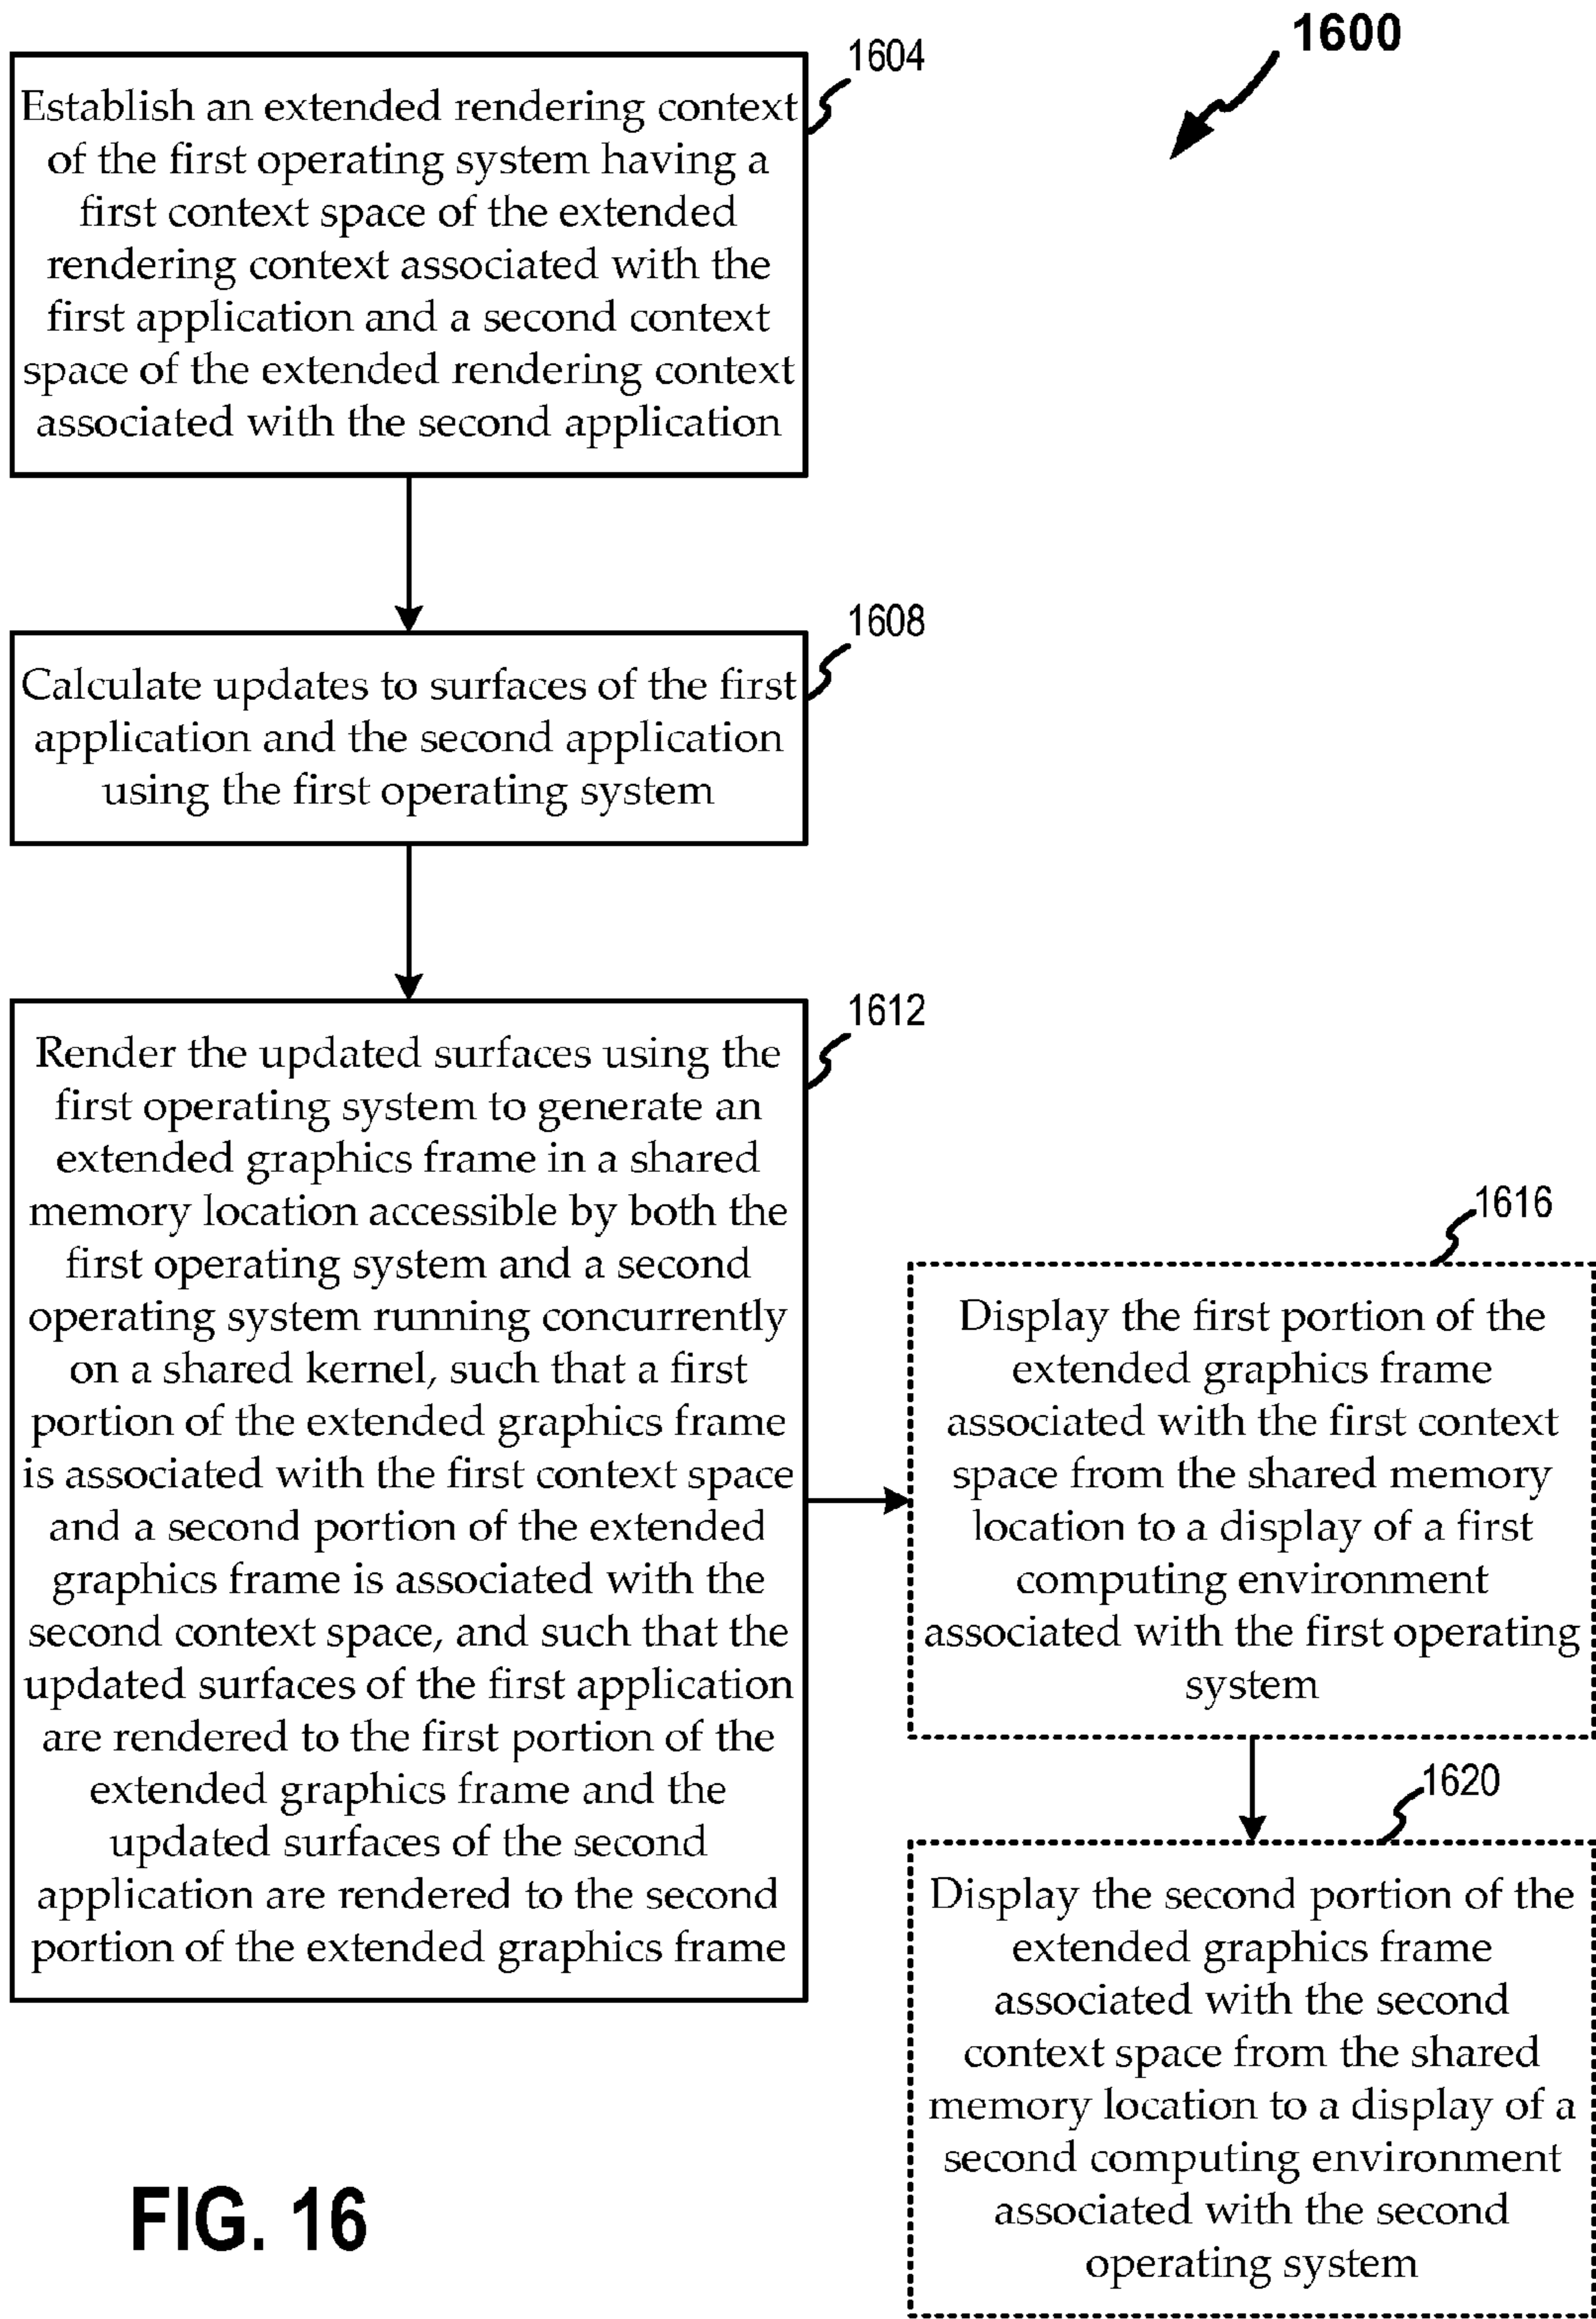 1600
1604
Establish an extended rendering context
of the first operating system having a
first context space of the extended
rendering context associated with the
first application and a second context
space of the extended rendering context
associated with the second application
1608
Calculate updates to surfaces of the first
application and the second application
using the first operating system
1612
Render the updated surfaces using the
first operating system to generate an
extended graphics frame in a shared
memory location accessible by both the
first operating system and a second
operating system running concurrently
on a shared kernel, such that a first
portion of the extended graphics frame
is associated with the first context space
and a second portion of the extended
graphics frame is associated with the
second context space, and such that the
updated surfaces of the first application
are rendered to the first portion of the
extended graphics frame and the
updated surfaces of the second
application are rendered to the second
portion of the extended graphics frame
1616
Display the first portion of the
extended graphics frame
associated with the first context
space from the shared memory
location to a display of a first
computing environment
associated with the first operating
system
1620
Display the second portion of the
extended graphics frame
associated with the second
context space from the shared
memory location to a display of a
second computing environment
associated with the second
operating system
FIG. 16